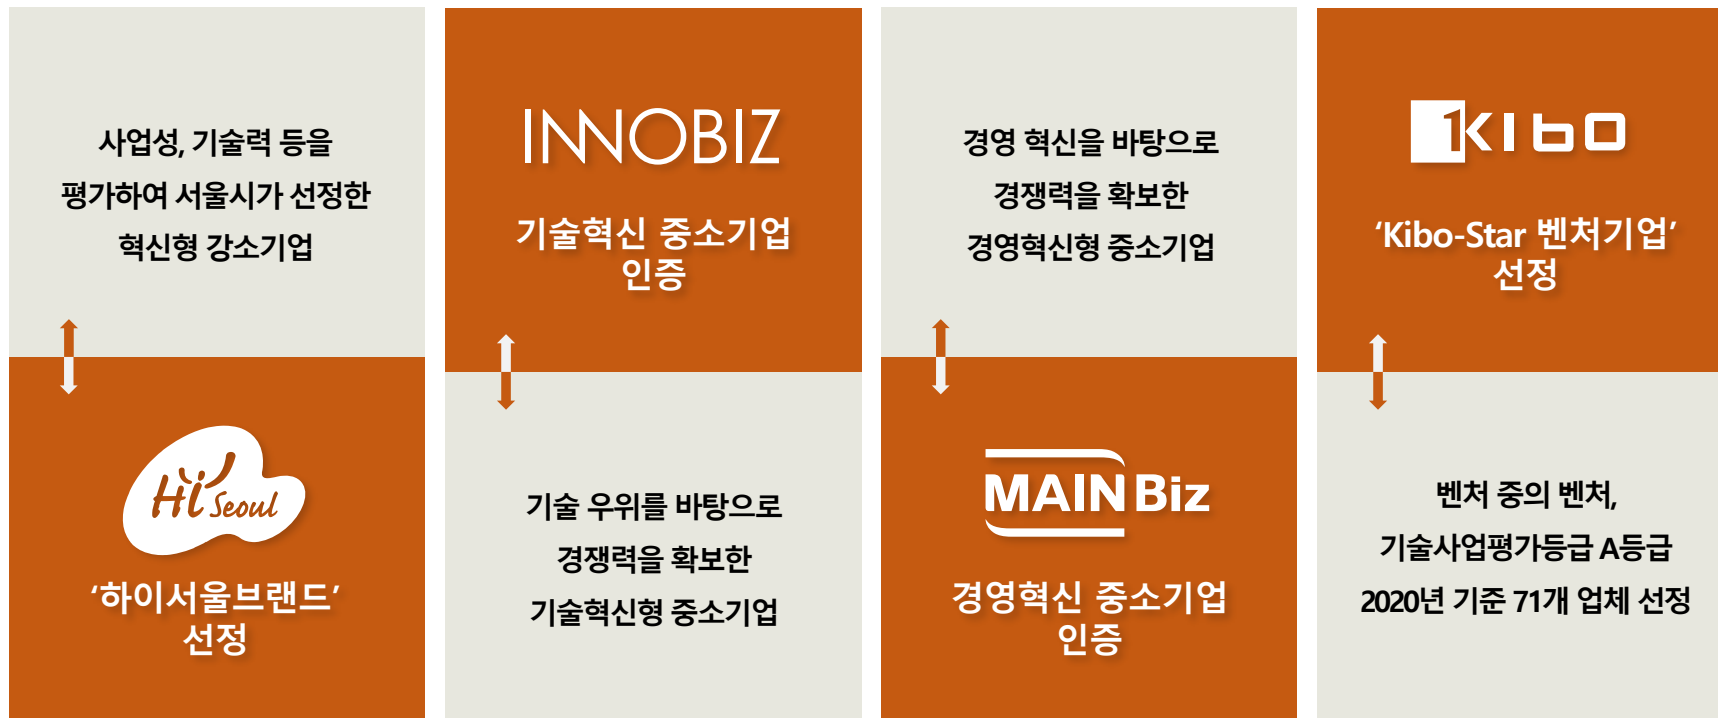 사업성, 기술력 등을
평가하여 서울시가 선정한
혁신형 강소기업
Hi Seoul
‘하이서울브랜드’
선정
INNOBIZ
기술혁신 중소기업
인증
기술 우위를 바탕으로
경쟁력을 확보한
기술혁신형 중소기업
경영 혁신을 바탕으로
경쟁력을 확보한
경영혁신형 중소기업
MAIN Biz
경영혁신 중소기업
인증
1KIbo
‘Kibo-Star 벤처기업’
선정
벤처 중의 벤처,
기술사업평가등급 A등급
2020년 기준 71개 업체 선정